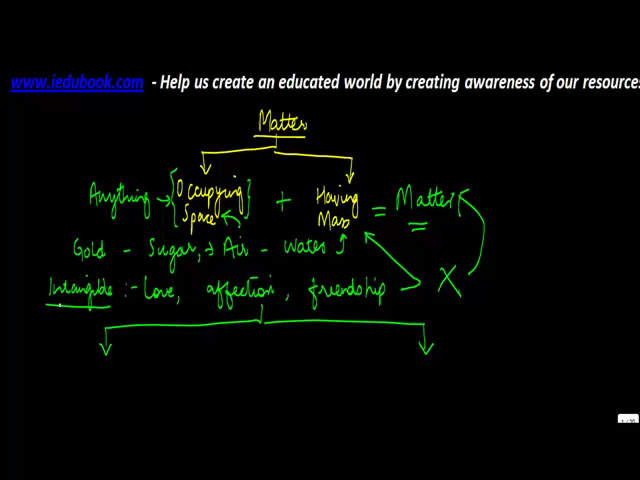 www.iedubook.com - Help us create an educated world by creating awareness of our resources
Matter
Anything → { Occupying Space } + Having Mass = Matter
Gold - Sugar, → Air - Water
Intangible :- Love, affection, friendship X